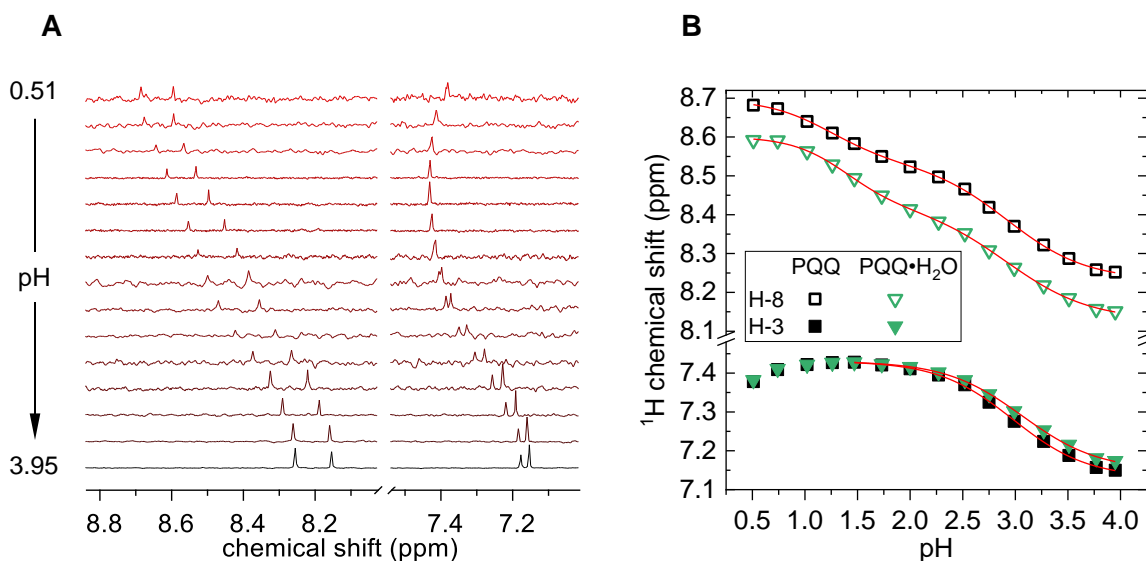 A
0.51
pH
3.95
8.8 8.6 8.4 8.2 7.4 7.2
chemical shift (ppm)
B
¹H chemical shift (ppm)
8.7
8.6
8.5
8.4
8.3
8.2
8.1
7.4
7.3
7.2
7.1
PQQ PQQ•H₂O
H-8
H-3
0.5 1.0 1.5 2.0 2.5 3.0 3.5 4.0
pH